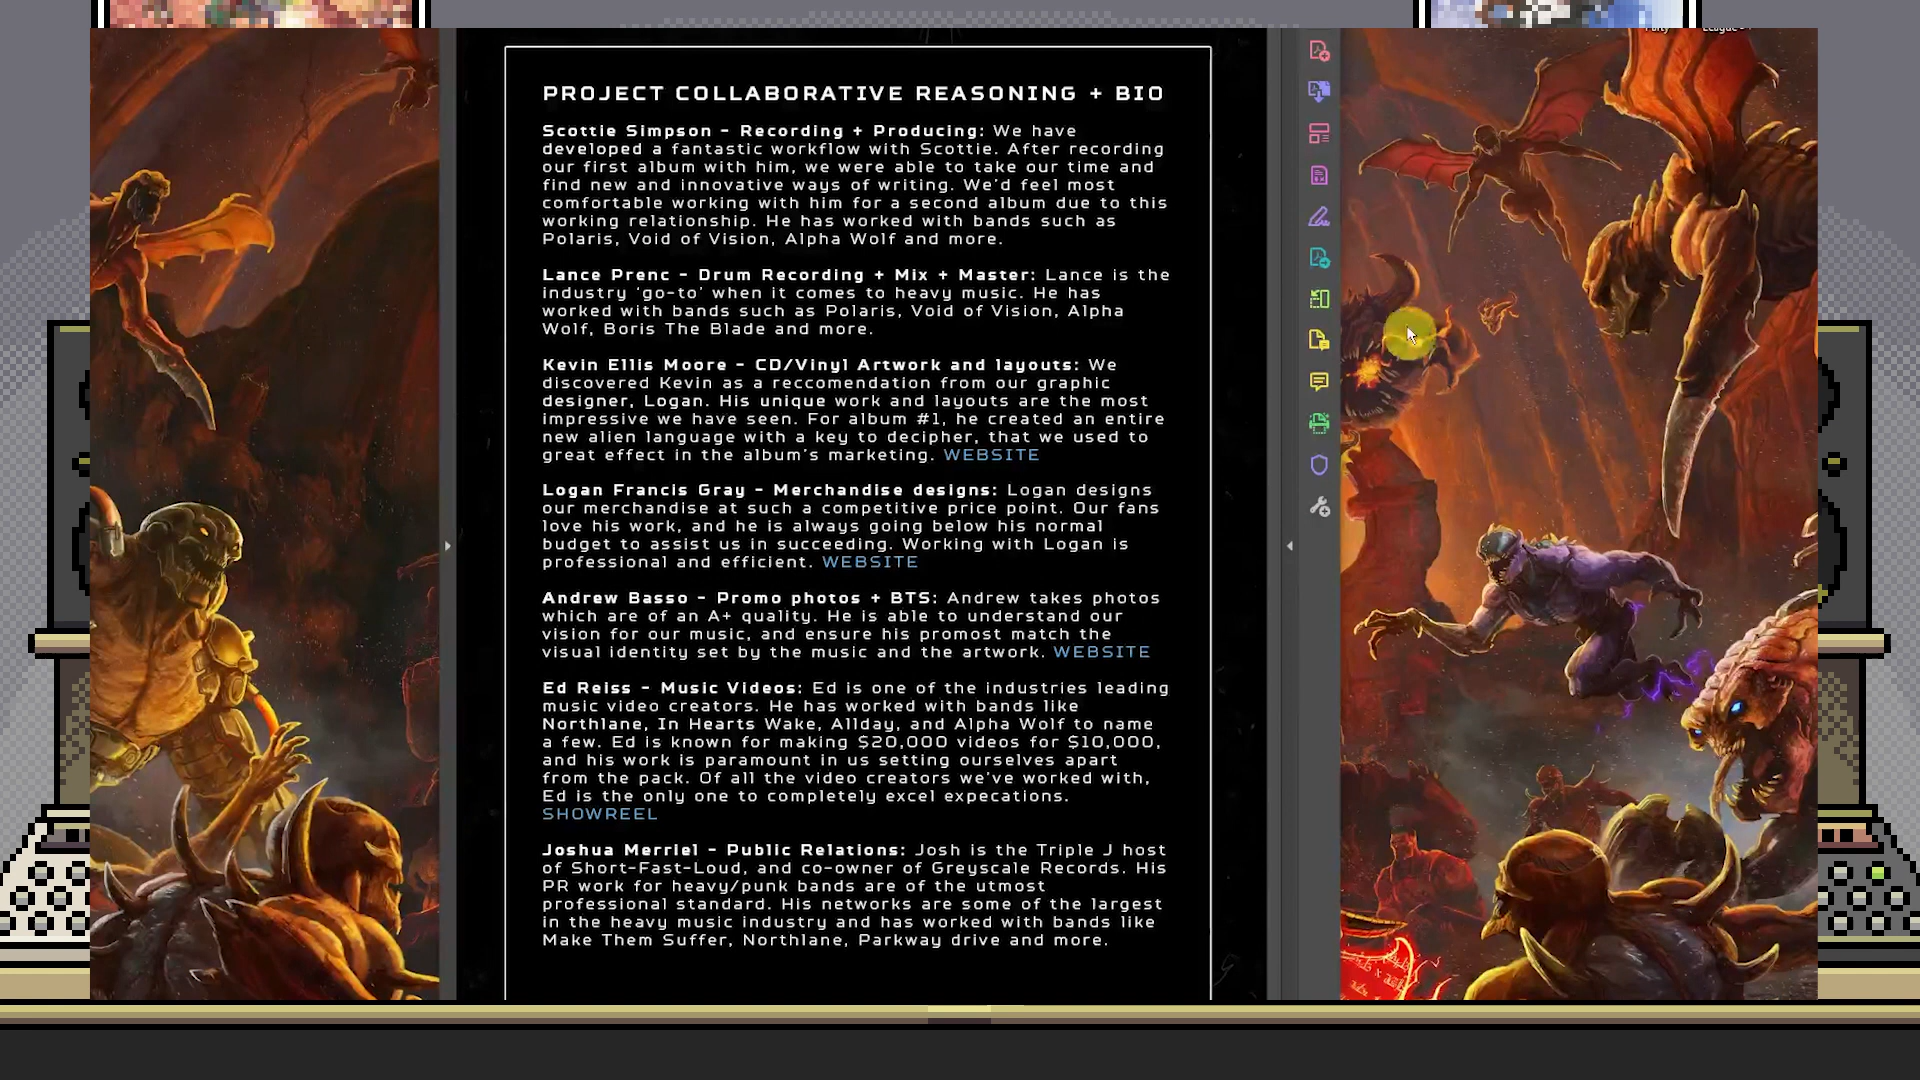 PROJECT COLLABORATIVE REASONING + BIO
Scottie Simpson - Recording + Producing: We have
developed a fantastic workflow with Scottie. After recording
our first album with him, we were able to take our time and
find new and innovative ways of writing. We'd feel most
comfortable working with him for a second album due to this
working relationship. He has worked with bands such as
Polaris, Void of Vision, Alpha Wolf and more.
Lance Prenc - Drum Recording + Mix + Master: Lance is the
industry 'go-to' when it comes to heavy music. He has
worked with bands such as Polaris, Void of Vision, Alpha
Wolf, Boris The Blade and more.
Kevin Ellis Moore - CD/Vinyl Artwork and layouts: We
discovered Kevin as a reccomendation from our graphic
designer, Logan. His unique work and layouts are the most
impressive we have seen. For album #1, he created an entire
new alien language with a key to decipher, that we used to
great effect in the album's marketing. WEBSITE
Logan Francis Gray - Merchandise designs: Logan designs
our merchandise at such a competitive price point. Our fans
love his work, and he is always going below his normal
budget to assist us in succeeding. Working with Logan is
professional and efficient. WEBSITE
Andrew Basso - Promo photos + BTS: Andrew takes photos
which are of an A+ quality. He is able to understand our
vision for our music, and ensure his promost match the
visual identity set by the music and the artwork. WEBSITE
Ed Reiss - Music Videos: Ed is one of the industries leading
music video creators. He has worked with bands like
Northlane, In Hearts Wake, Allday, and Alpha Wolf to name
a few. Ed is known for making $20,000 videos for $10,000,
and his work is paramount in us setting ourselves apart
from the pack. Of all the video creators we've worked with,
Ed is the only one to completely excel expecations.
SHOWREEL
Joshua Merriel - Public Relations: Josh is the Triple J host
of Short-Fast-Loud, and co-owner of Greyscale Records. His
PR work for heavy/punk bands are of the utmost
professional standard. His networks are some of the largest
in the heavy music industry and has worked with bands like
Make Them Suffer, Northlane, Parkway drive and more.